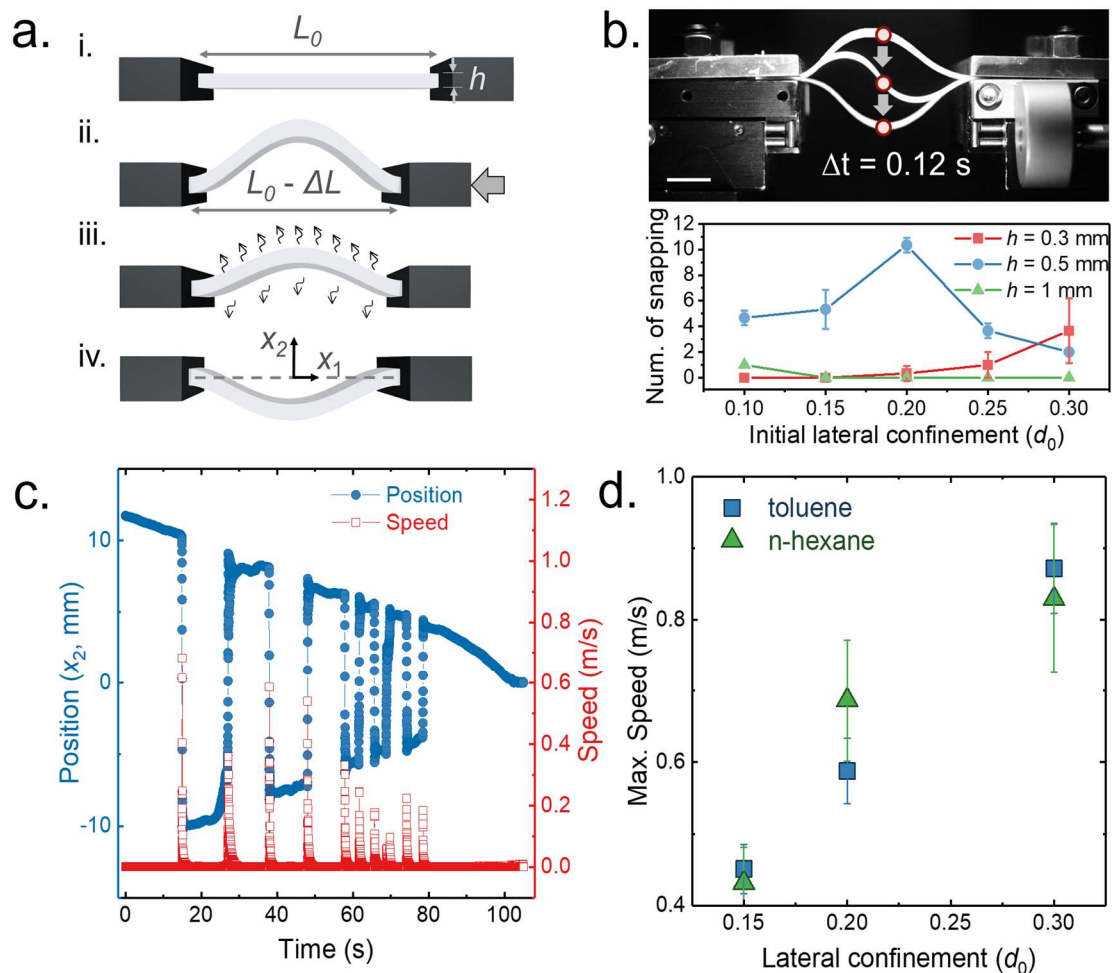 a.
i.
L₀
h
ii.
L₀ - ΔL
iii.
iv.
x₂
x₁
b.
Δt = 0.12 s
Num. of snapping
12
10
8
6
4
2
0
h = 0.3 mm
h = 0.5 mm
h = 1 mm
0.10 0.15 0.20 0.25 0.30
Initial lateral confinement (d₀)
c.
Position
Speed
Position (x₂, mm)
10
0
-10
1.2
1.0
0.8
0.6
0.4
0.2
0.0
Speed (m/s)
0 20 40 60 80 100
Time (s)
d.
toluene
n-hexane
Max. Speed (m/s)
1.0
0.8
0.6
0.4
0.15 0.20 0.25 0.30
Lateral confinement (d₀)